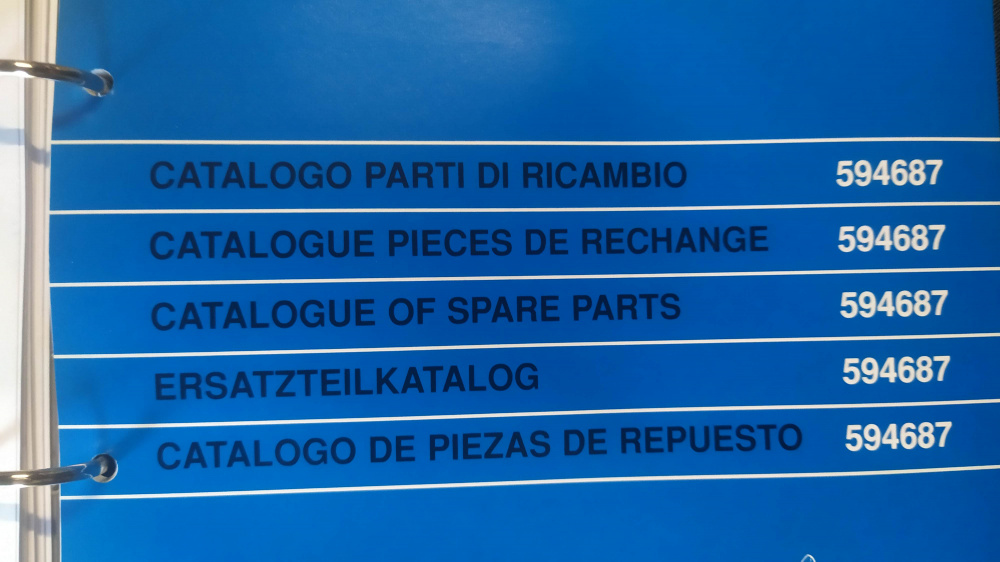 CATALOGO PARTI DI RICAMBIO 594687
CATALOGUE PIECES DE RECHANGE 594687
CATALOGUE OF SPARE PARTS 594687
ERSATZTEILKATALOG 594687
CATALOGO DE PIEZAS DE REPUESTO 594687